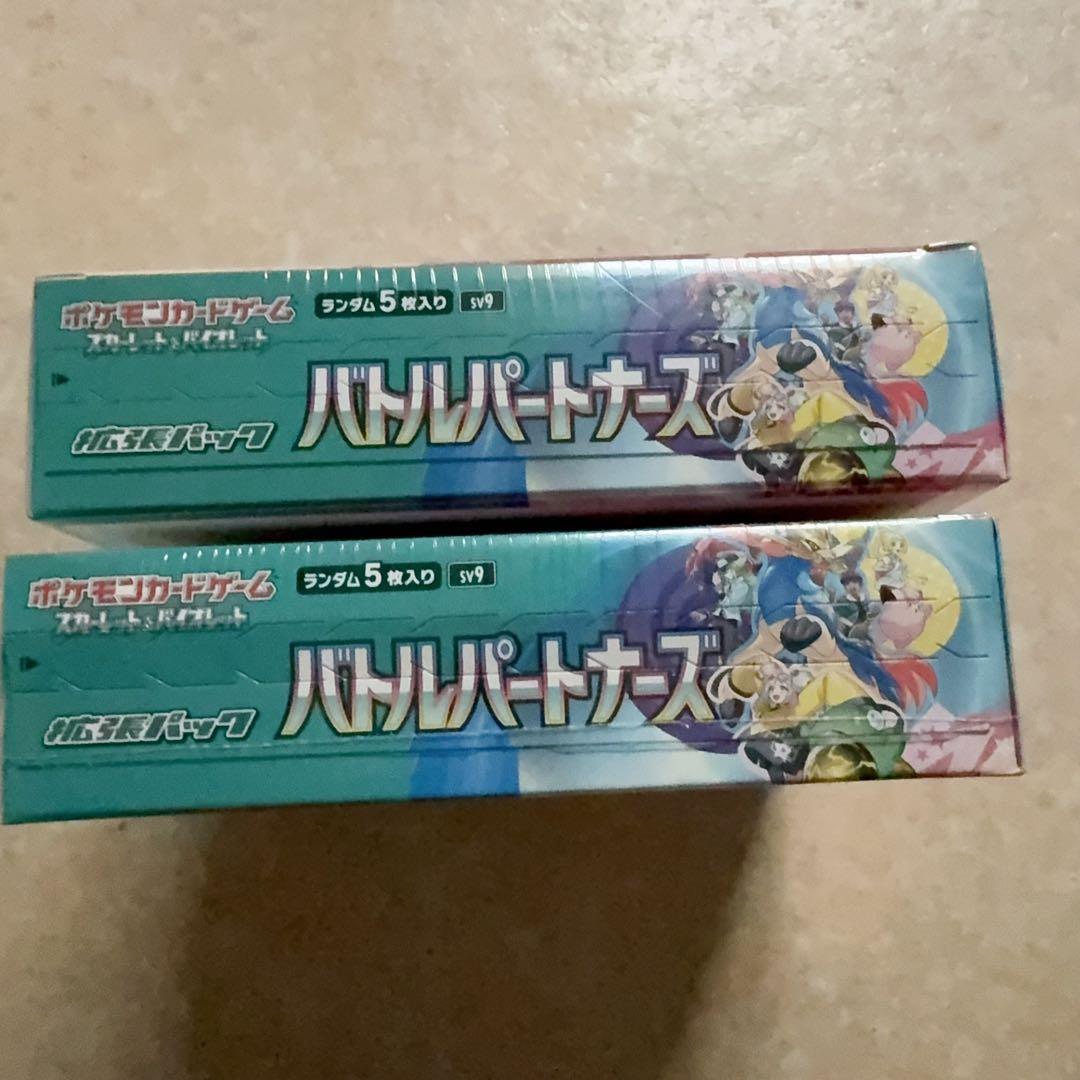 ポケモンカードゲーム
スカーレット&バイオレット
ランダム5枚入り
sv9
拡張パック
バトルパートナーズ
ポケモンカードゲーム
スカーレット&バイオレット
ランダム5枚入り
sv9
拡張パック
バトルパートナーズ